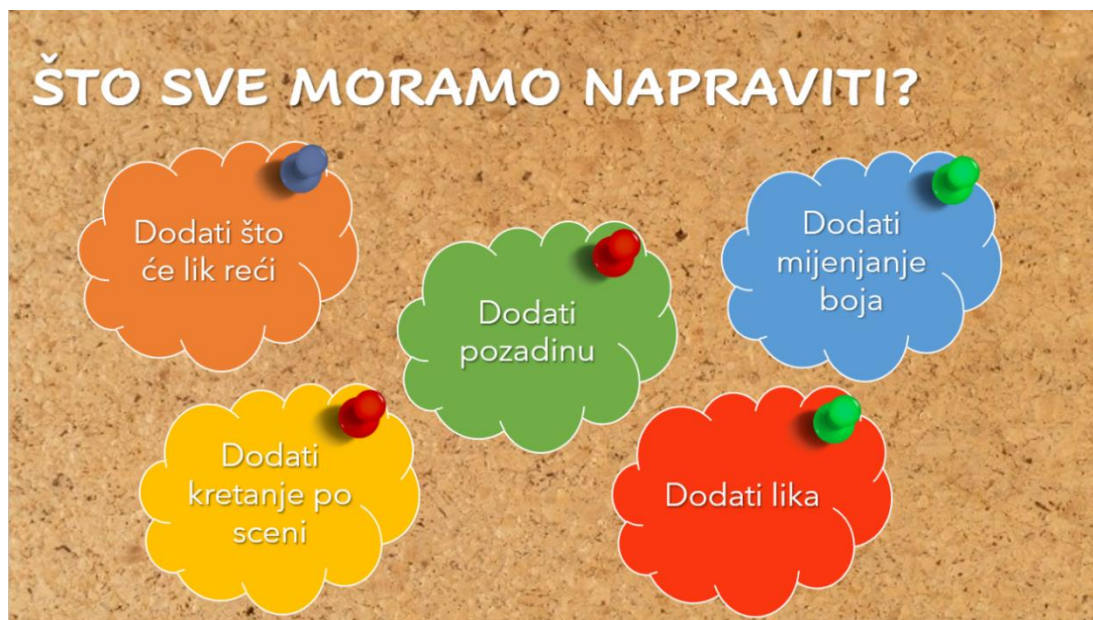 ŠTO SVE MORAMO NAPRAVITI?
Dodati što
će lik reći
Dodati
pozadinu
Dodati
mijenjanje
boja
Dodati
kretanje po
sceni
Dodati lika